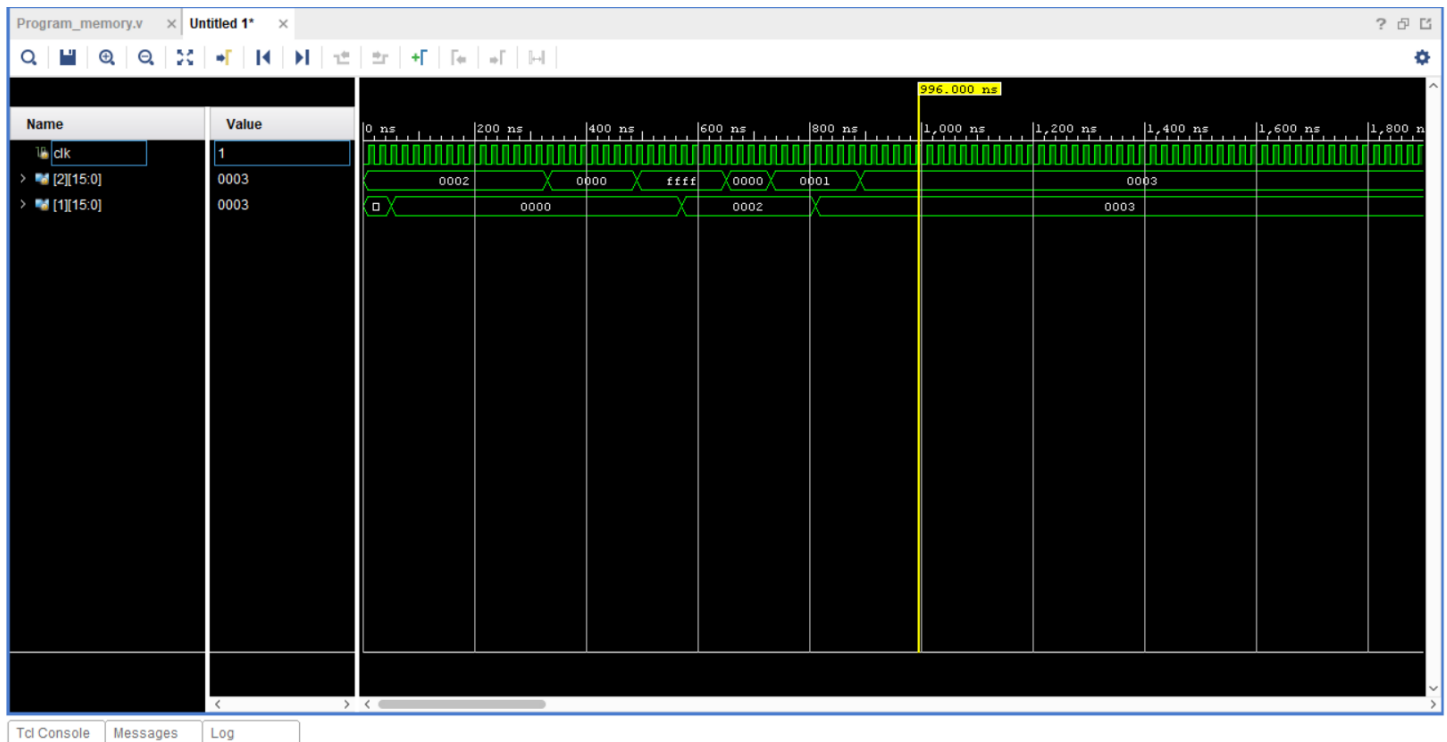 Program_memory.v × Untitled 1* × ?
996.000 ns
Name Value 0 ns 200 ns 400 ns 600 ns 800 ns 1,000 ns 1,200 ns 1,400 ns 1,600 ns 1,800 n
clk 1
[2][15:0] 0003 0002 0000 ffff 0000 0001 0003
[1][15:0] 0003 0000 0002 0003
Tcl Console Messages Log